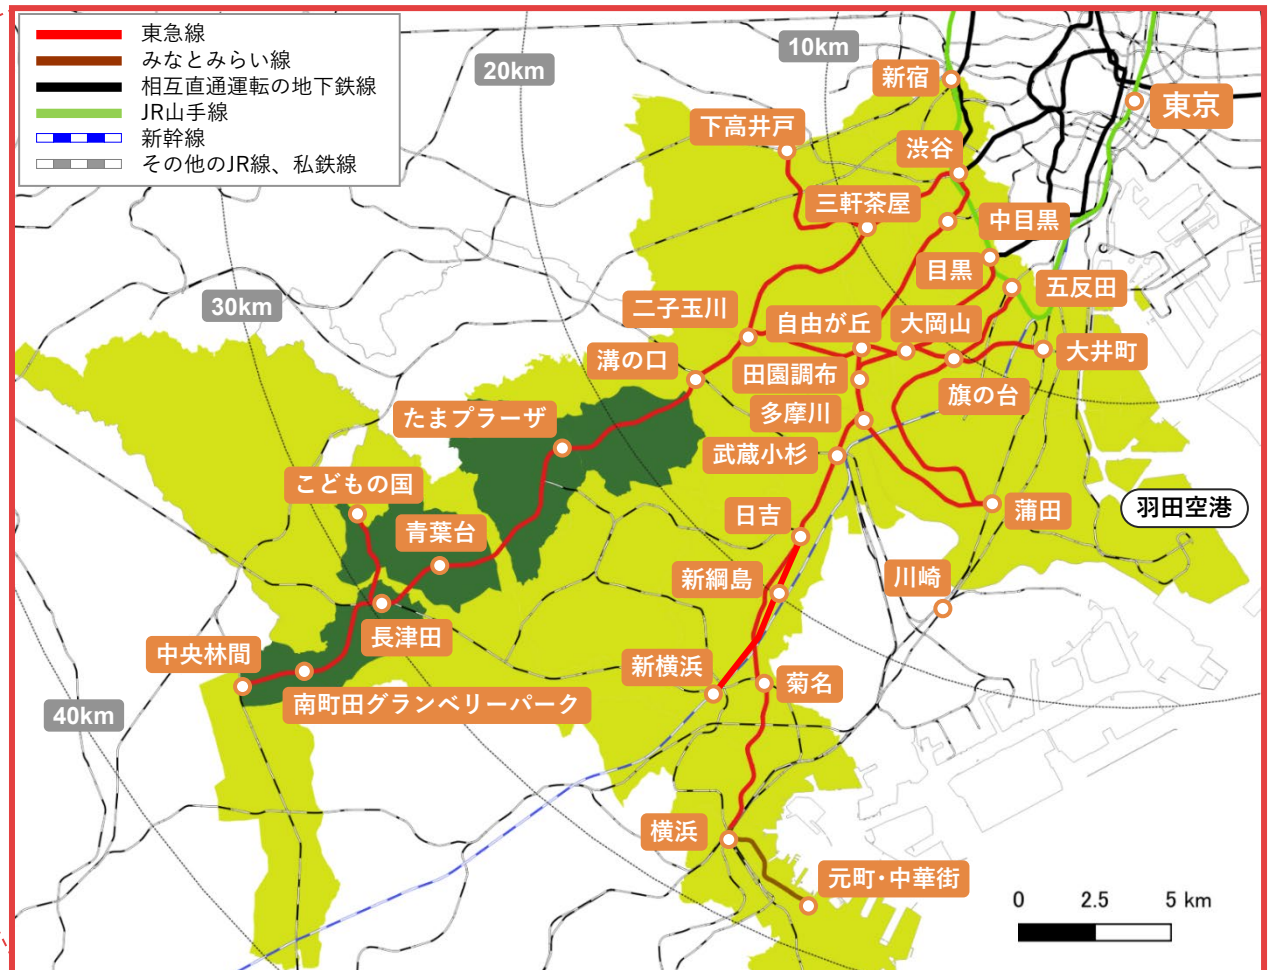 東急線
みなとみらい線
相互直通運転の地下鉄線
JR山手線
新幹線
その他のJR線、私鉄線
10km
20km
30km
40km
新宿
東京
下高井戸
渋谷
三軒茶屋
中目黒
目黒
五反田
二子玉川
自由が丘
大岡山
大井町
溝の口
田園調布
旗の台
たまプラーザ
多摩川
武蔵小杉
こどもの国
蒲田
羽田空港
日吉
青葉台
新綱島
川崎
長津田
中央林間
新横浜
菊名
南町田グランベリーパーク
横浜
元町・中華街
0 2.5 5 km